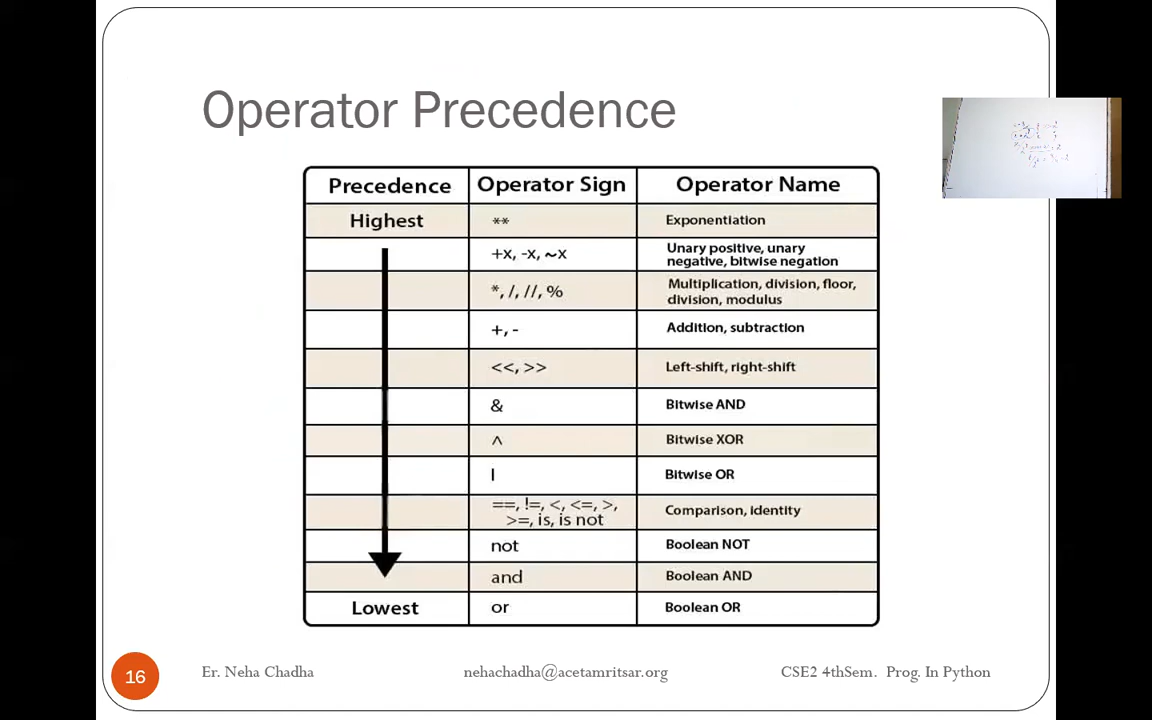 Operator Precedence
Precedence Operator Sign Operator Name
Highest ** Exponentiation
+x, -x, ~x Unary positive, unary
negative, bitwise negation
*, /, //, % Multiplication, division, floor,
division, modulus
+, - Addition, subtraction
<<, >> Left-shift, right-shift
& Bitwise AND
^ Bitwise XOR
| Bitwise OR
==, !=, <, <=, >,
>=, is, is not Comparison, identity
not Boolean NOT
and Boolean AND
Lowest or Boolean OR
16 Er. Neha Chadha nehachadha@acetamritsar.org CSE2 4thSem. Prog. In Python